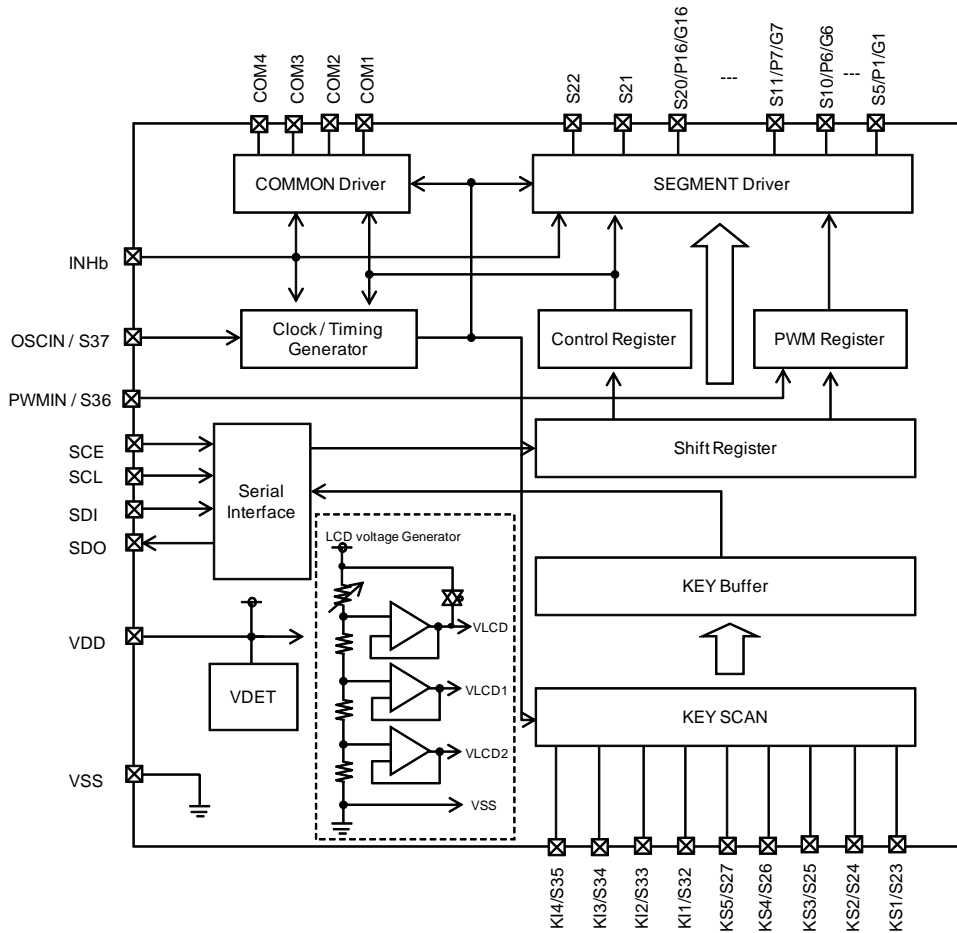 COM4
COM3
COM2
COM1
S22
S21
S20/P16/G16
---
S11/P7/G7
S10/P6/G6
---
S5/P1/G1
COMMON Driver
SEGMENT Driver
INHb
OSCIN / S37
Clock / Timing
Generator
Control Register
PWM Register
PWMIN / S36
SCE
SCL
SDI
SDO
Serial
Interface
Shift Register
LCD voltage Generator
KEY Buffer
VLCD
VDD
VDET
VLCD1
KEY SCAN
VLCD2
VSS
VSS
KI4/S35
KI3/S34
KI2/S33
KI1/S32
KS5/S27
KS4/S26
KS3/S25
KS2/S24
KS1/S23